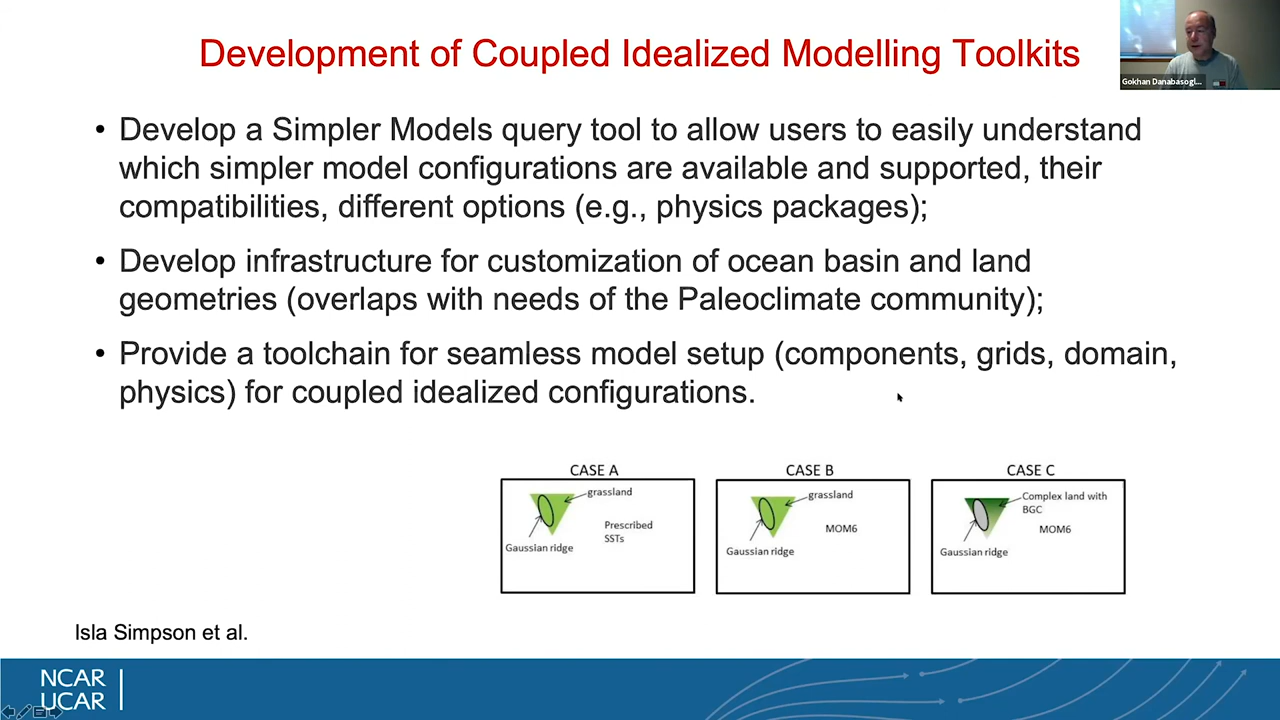 Development of Coupled Idealized Modelling Toolkits
Gokhan Danabasogl...
• Develop a Simpler Models query tool to allow users to easily understand
which simpler model configurations are available and supported, their
compatibilities, different options (e.g., physics packages);
• Develop infrastructure for customization of ocean basin and land
geometries (overlaps with needs of the Paleoclimate community);
• Provide a toolchain for seamless model setup (components, grids, domain,
physics) for coupled idealized configurations.
CASE A
grassland
Prescribed
SSTs
Gaussian ridge
CASE B
grassland
MOM6
Gaussian ridge
CASE C
Complex land with
BGC
MOM6
Gaussian ridge
Isla Simpson et al.
NCAR
UCAR